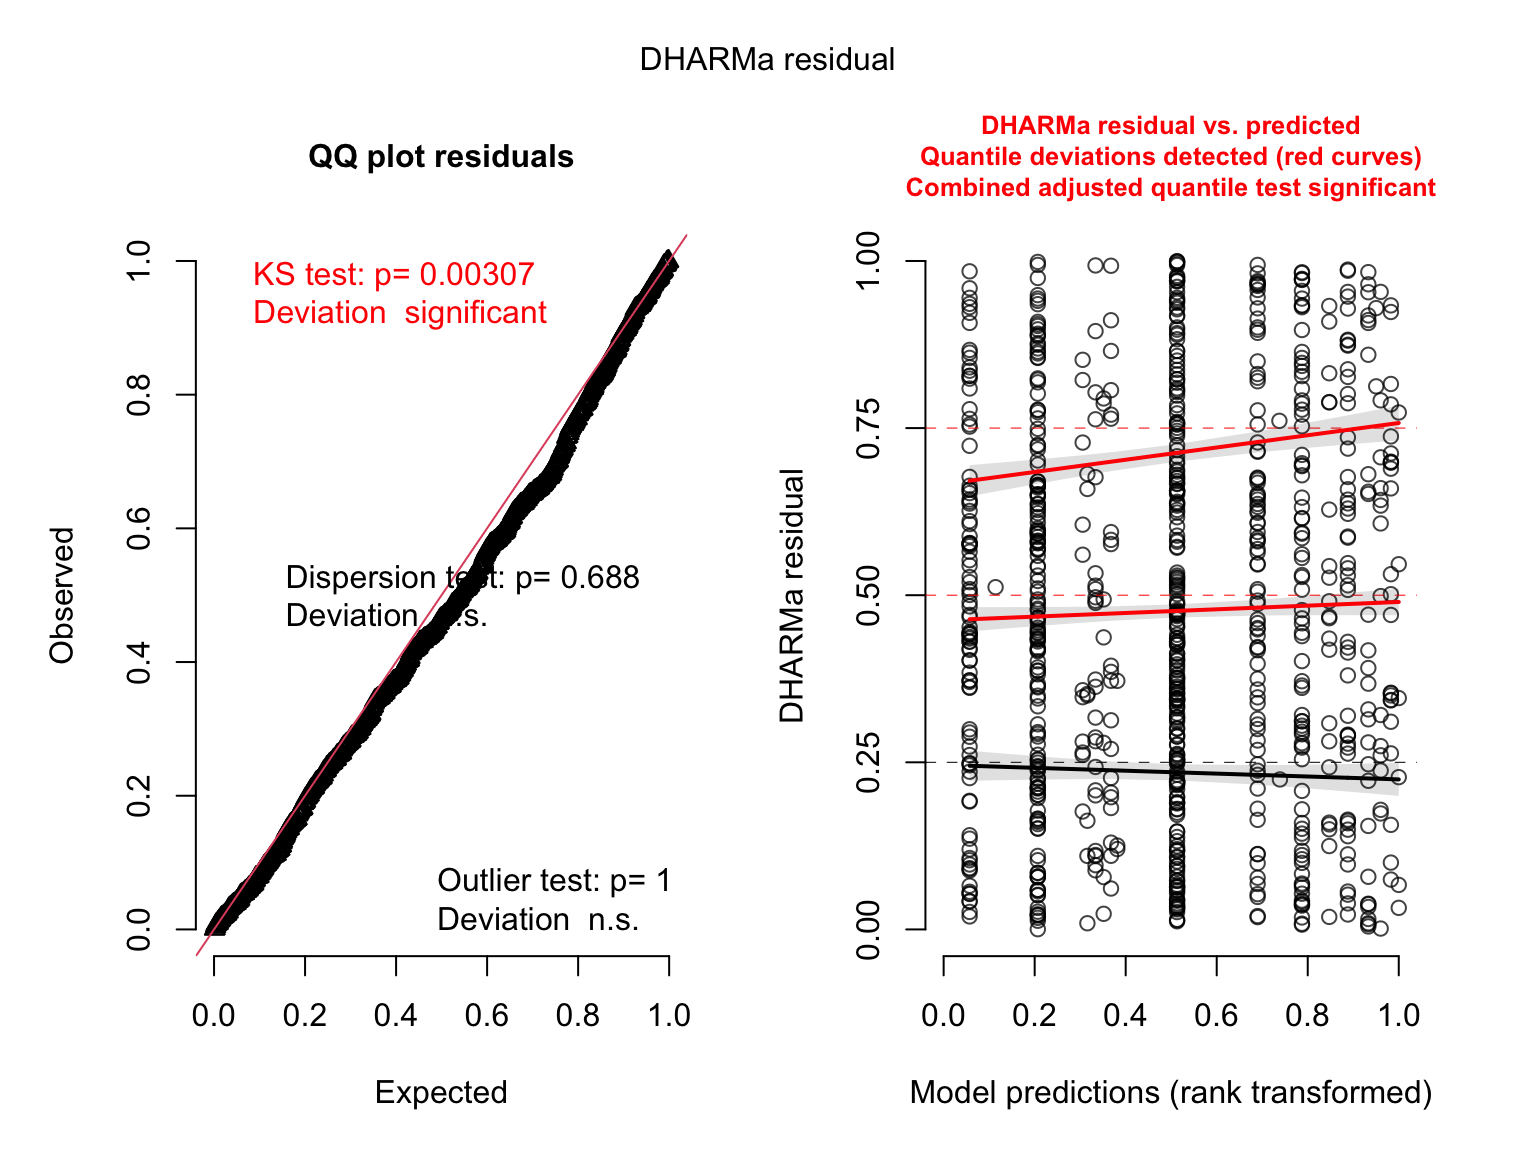 DHARMa residual
QQ plot residuals
KS test: p= 0.00307
Deviation  significant
Dispersion test: p= 0.688
Deviation  n.s.
Outlier test: p= 1
Deviation  n.s.
Observed
1.0
0.8
0.6
0.4
0.2
0.0
0.0 0.2 0.4 0.6 0.8 1.0
Expected
DHARMa residual vs. predicted
Quantile deviations detected (red curves)
Combined adjusted quantile test significant
DHARMa residual
1.00
0.75
0.50
0.25
0.00
0.0 0.2 0.4 0.6 0.8 1.0
Model predictions (rank transformed)